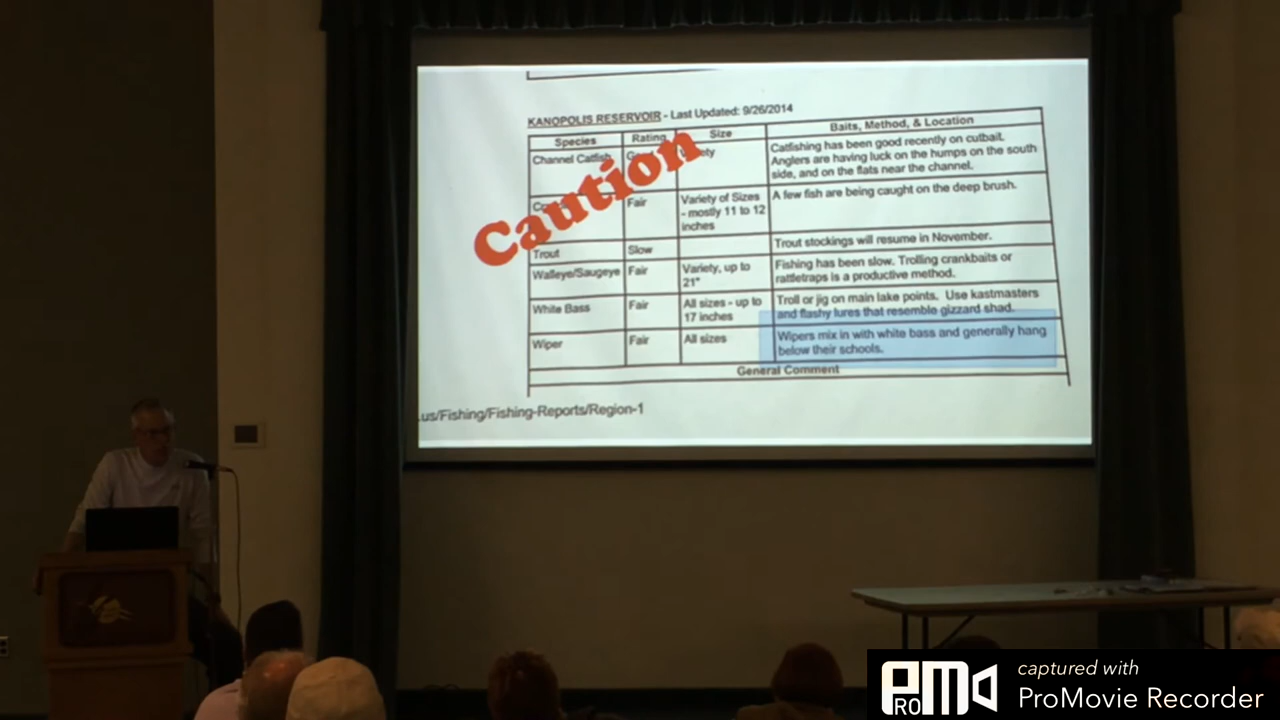 KANOPOLIS RESERVOIR - Last Updated: 9/26/2014
Species Rating Size Baits, Method, & Location
Channel Catfish
Catfishing has been good recently on cutbait.
Anglers are having luck on the humps on the south
side, and on the flats near the channel.
Caution
Fair
Variety of Sizes
- mostly 11 to 12
inches
A few fish are being caught on the deep brush.
Trout Slow Trout stockings will resume in November.
Walleye/Saugeye Fair
Variety, up to
21"
Fishing has been slow. Trolling crankbaits or
rattletraps is a productive method.
White Bass Fair
All sizes - up to
17 inches
Troll or jig on main lake points. Use kastmasters
and flashy lures that resemble gizzard shad.
Wiper Fair All sizes
Wipers mix in with white bass and generally hang
below their schools.
General Comment
.us/Fishing/Fishing-Reports/Region-1
PRO M
captured with
ProMovie Recorder